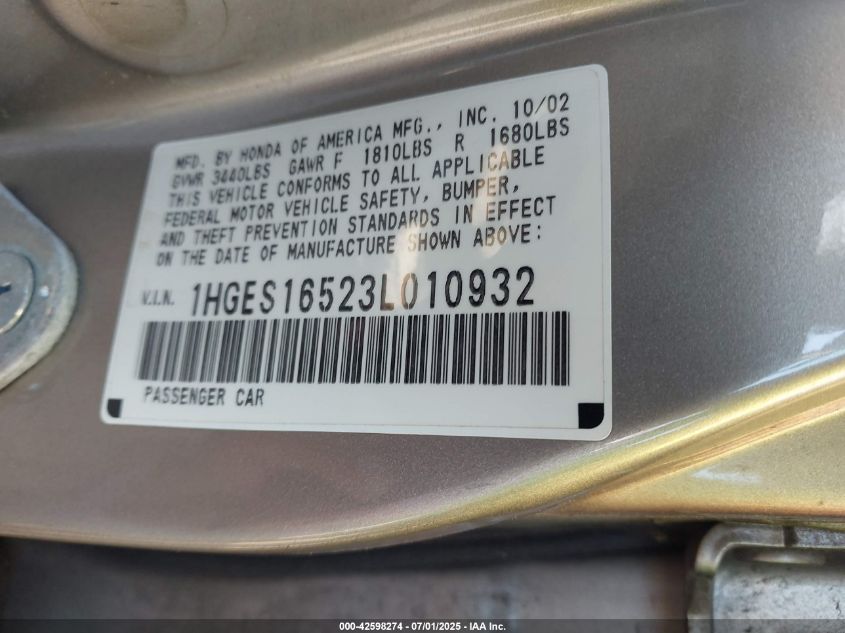 MFD. BY HONDA OF AMERICA MFG., INC. 10/02
GVWR 3440LBS GAWR F 1810LBS R 1680LBS
THIS VEHICLE CONFORMS TO ALL APPLICABLE
FEDERAL MOTOR VEHICLE SAFETY, BUMPER,
AND THEFT PREVENTION STANDARDS IN EFFECT
ON THE DATE OF MANUFACTURE SHOWN ABOVE:
V.I.N. 1HGES16523L010932
PASSENGER CAR
000-42598274 - 07/01/2025 - IAA Inc.